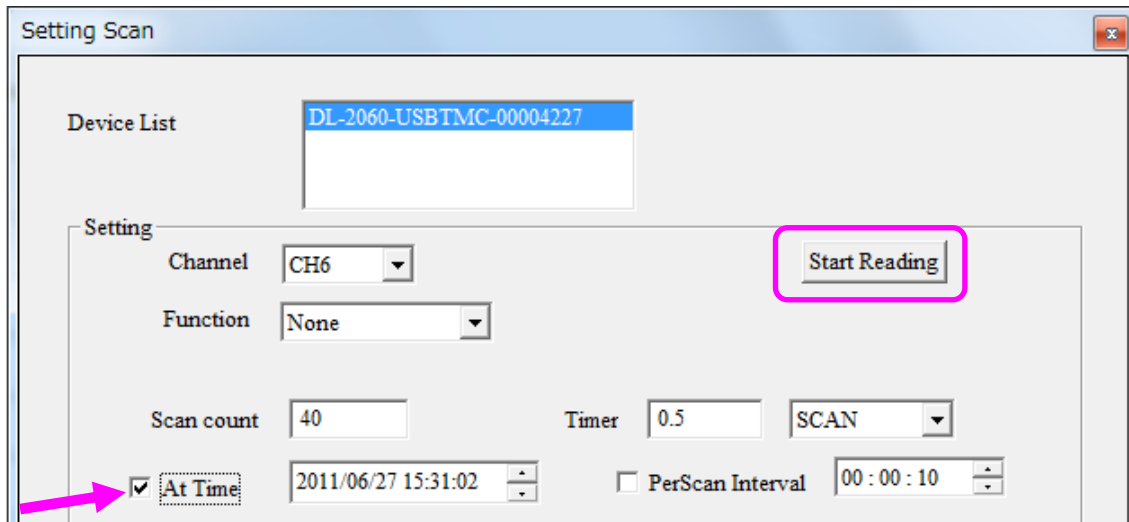 Setting Scan
Device List
DL-2060-USBTMC-00004227
Setting
Channel
CH6
Start Reading
Function
None
Scan count
40
Timer
0.5
SCAN
At Time
2011/06/27 15:31:02
PerScan Interval
00 : 00 : 10